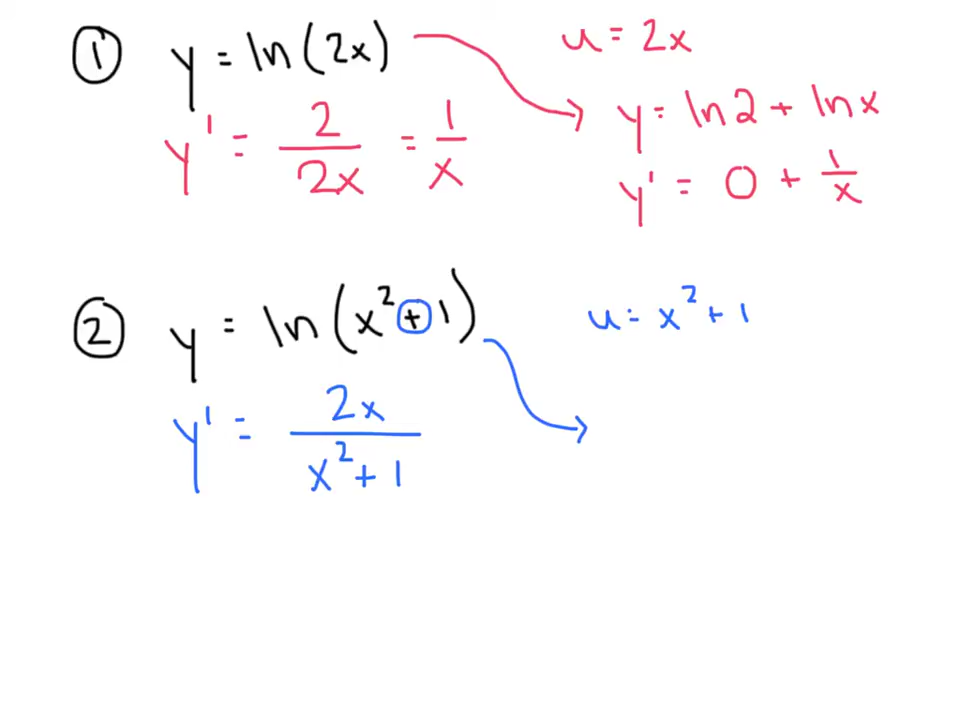 ① y = ln(2x)
u = 2x
y = ln2 + lnx
y' = 2/2x = 1/x
y' = 0 + 1/x
② y = ln(x² + 1)
u = x² + 1
y' = 2x/x² + 1